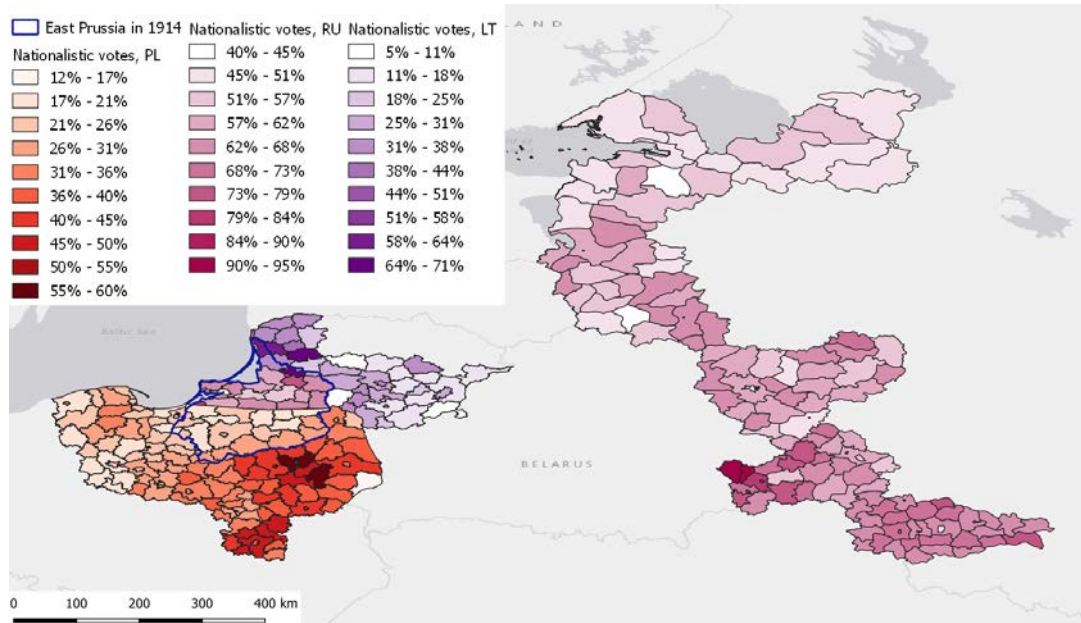 East Prussia in 1914
Nationalistic votes, PL
12% - 17%
17% - 21%
21% - 26%
26% - 31%
31% - 36%
36% - 40%
40% - 45%
45% - 50%
50% - 55%
55% - 60%
Nationalistic votes, RU
40% - 45%
45% - 51%
51% - 57%
57% - 62%
62% - 68%
68% - 73%
73% - 79%
79% - 84%
84% - 90%
90% - 95%
Nationalistic votes, LT
5% - 11%
11% - 18%
18% - 25%
25% - 31%
31% - 38%
38% - 44%
44% - 51%
51% - 58%
58% - 64%
64% - 71%
LAND
Baltic Sea
BELARUS
0 100 200 300 400 km